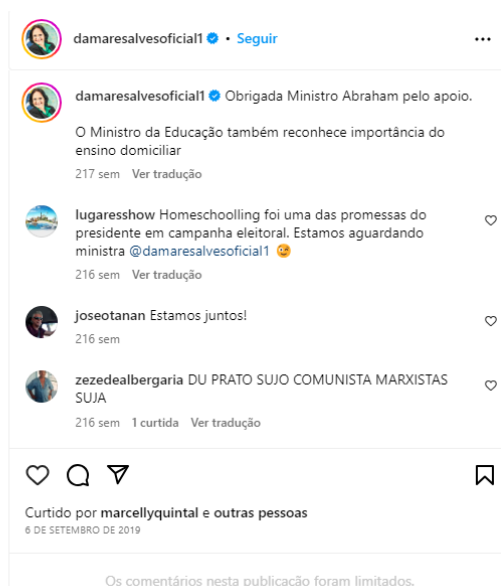 damaresalvesoficial1 • Seguir
damaresalvesoficial1 Obrigada Ministro Abraham pelo apoio.
O Ministro da Educação também reconhece importância do
ensino domiciliar
217 sem Ver tradução
lugaresshow Homeschoolling foi uma das promessas do
presidente em campanha eleitoral. Estamos aguardando
ministra @damaresalvesoficial1 😉
216 sem Ver tradução
joseotanan Estamos juntos!
216 sem
zezedealbergaria DU PRATO SUJO COMUNISTA MARXISTAS
SUJA
216 sem 1 curtida Ver tradução
Curtido por marcellyquintal e outras pessoas
6 DE SETEMBRO DE 2019
Os comentários nesta publicação foram limitados.